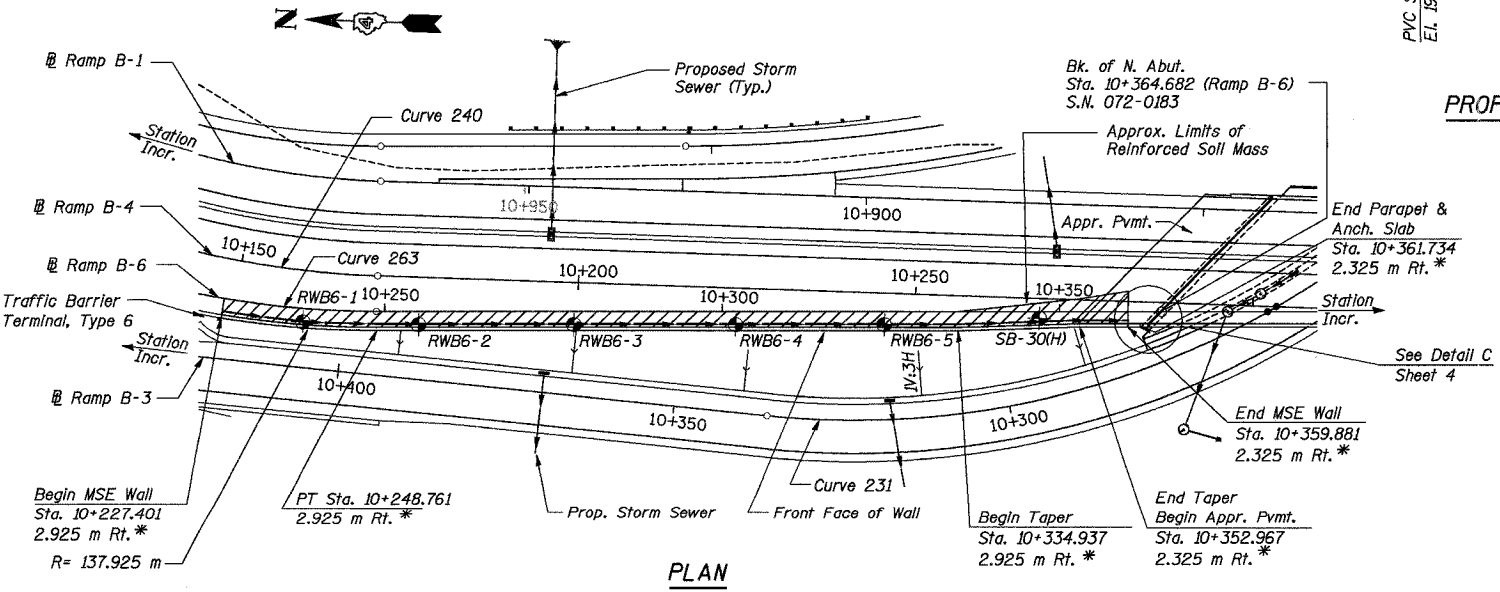 N
PVC S
El. 19
PROF
℄ Ramp B-1
Station
Incr.
Curve 240
Proposed Storm
Sewer (Typ.)
Bk. of N. Abut.
Sta. 10+364.682 (Ramp B-6)
S.N. 072-0183
Approx. Limits of
Reinforced Soil Mass
10+950
10+900
℄ Ramp B-4
10+150
Curve 263
10+200
10+250
Appr. Pvmt.
End Parapet &
Anch. Slab
Sta. 10+361.734
2.325 m Rt. *
℄ Ramp B-6
RWB6-1
10+250
10+300
10+350
Station
Incr.
Traffic Barrier
Terminal, Type 6
RWB6-2
RWB6-3
RWB6-4
RWB6-5
SB-30(H)
1V:3H
Station
Incr.
℄ Ramp B-3
10+400
10+350
10+300
See Detail C
Sheet 4
End MSE Wall
Sta. 10+359.881
2.325 m Rt. *
Begin MSE Wall
Sta. 10+227.401
2.925 m Rt. *
R= 137.925 m
PT Sta. 10+248.761
2.925 m Rt. *
Prop. Storm Sewer
Curve 231
Front Face of Wall
Begin Taper
Sta. 10+334.937
2.925 m Rt. *
End Taper
Begin Appr. Pvmt.
Sta. 10+352.967
2.325 m Rt. *
PLAN